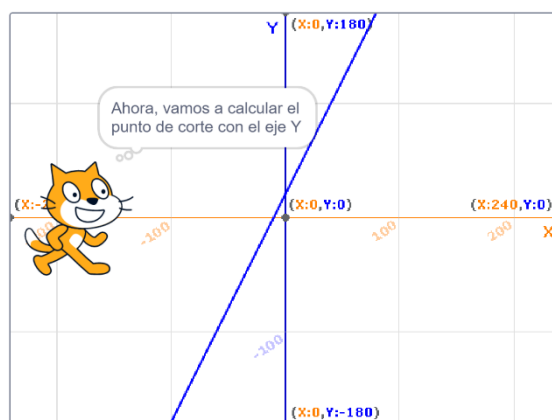 Y
(X:0,Y:180)
Ahora, vamos a calcular el
punto de corte con el eje Y
(X:-2
(X:0,Y:0)
(X:240,Y:0)
-100
100
200
X
-100
(X:0,Y:-180)